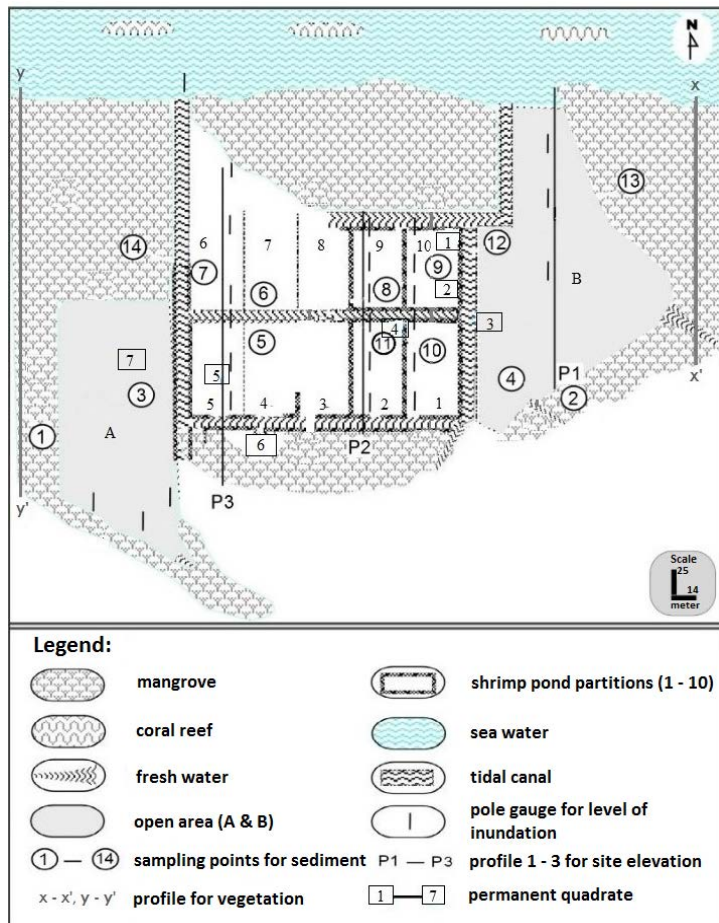 N
y
x
14
13
6
7
8
9
10
1
12
7
9
6
8
2
B
4
3
5
11
10
7
5
3
4
P1
1
A
2
5
4
3
2
1
6
P2
x'
y'
P3
Scale
25
14
meter
Legend:
mangrove
shrimp pond partitions (1 - 10)
coral reef
sea water
fresh water
tidal canal
open area (A & B)
pole gauge for level of
inundation
1 — 14 sampling points for sediment
P1 — P3 profile 1 - 3 for site elevation
x - x', y - y' profile for vegetation
1 — 7 permanent quadrate